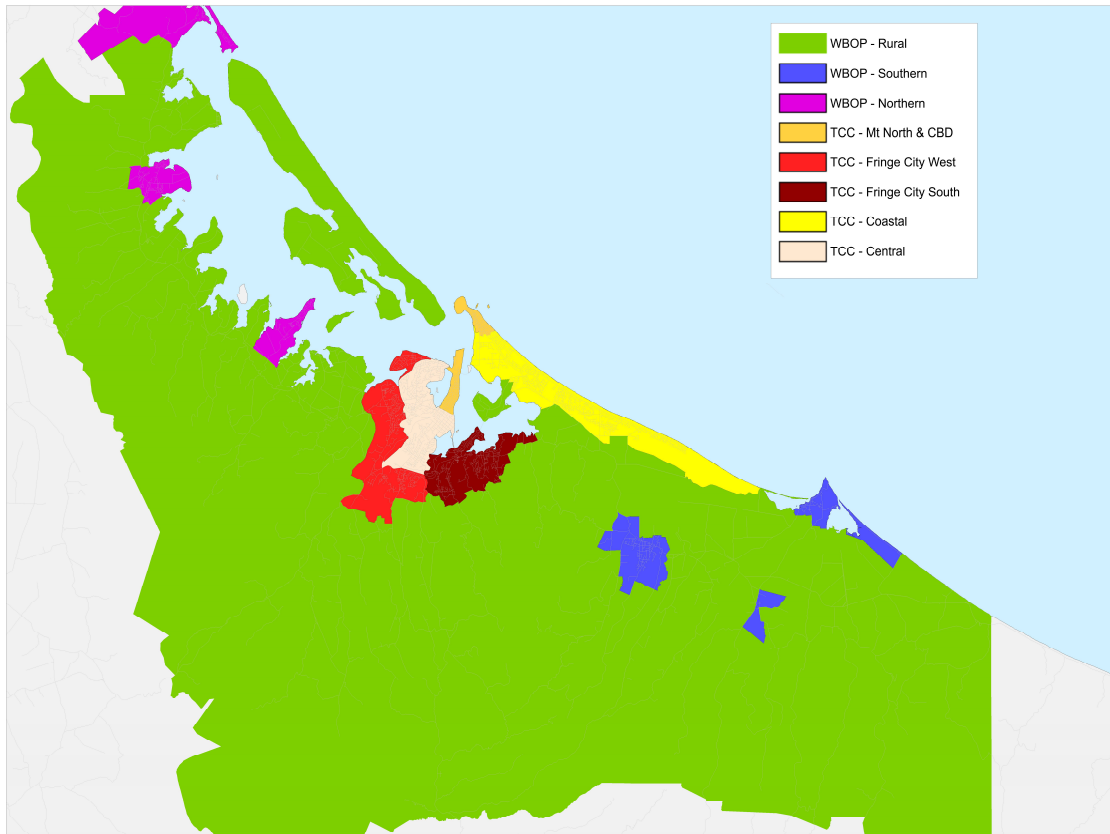 WBOP - Rural
WBOP - Southern
WBOP - Northern
TCC - Mt North & CBD
TCC - Fringe City West
TCC - Fringe City South
TCC - Coastal
TCC - Central